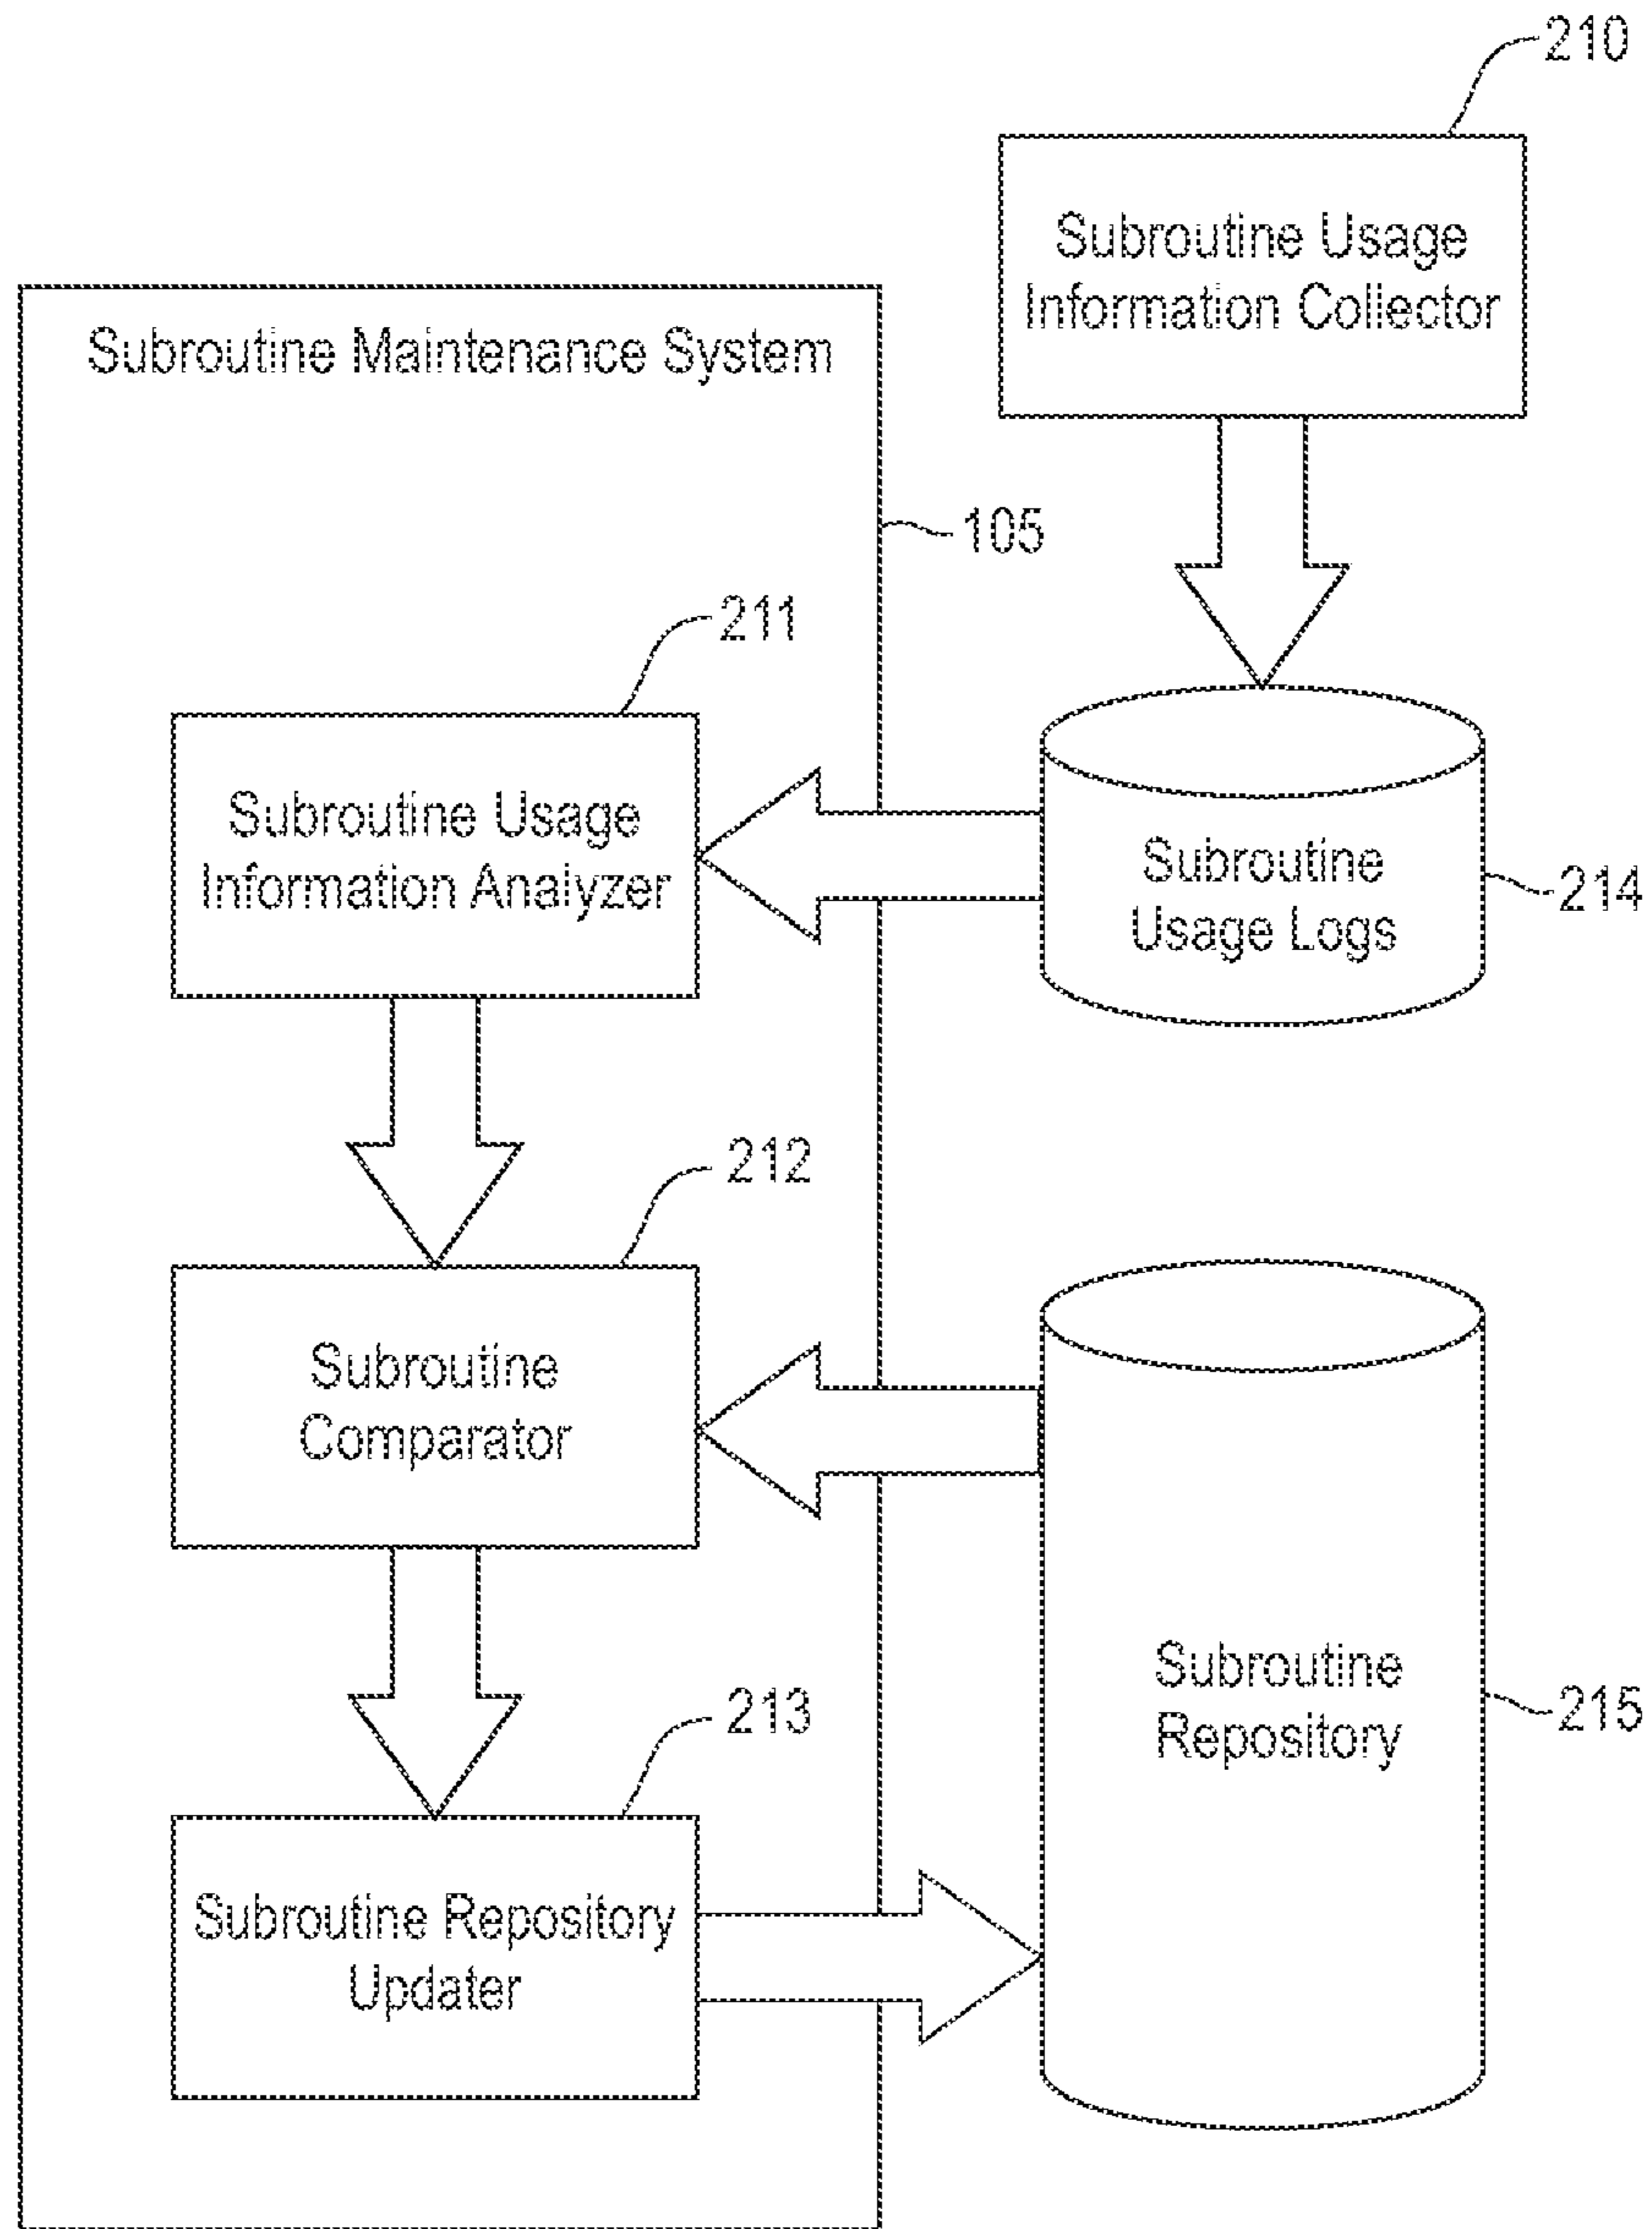 210
Subroutine Usage
Information Collector
Subroutine Maintenance System
105
211
Subroutine Usage
Information Analyzer
Subroutine
Usage Logs
214
212
Subroutine
Comparator
213
Subroutine
Repository
215
Subroutine Repository
Updater